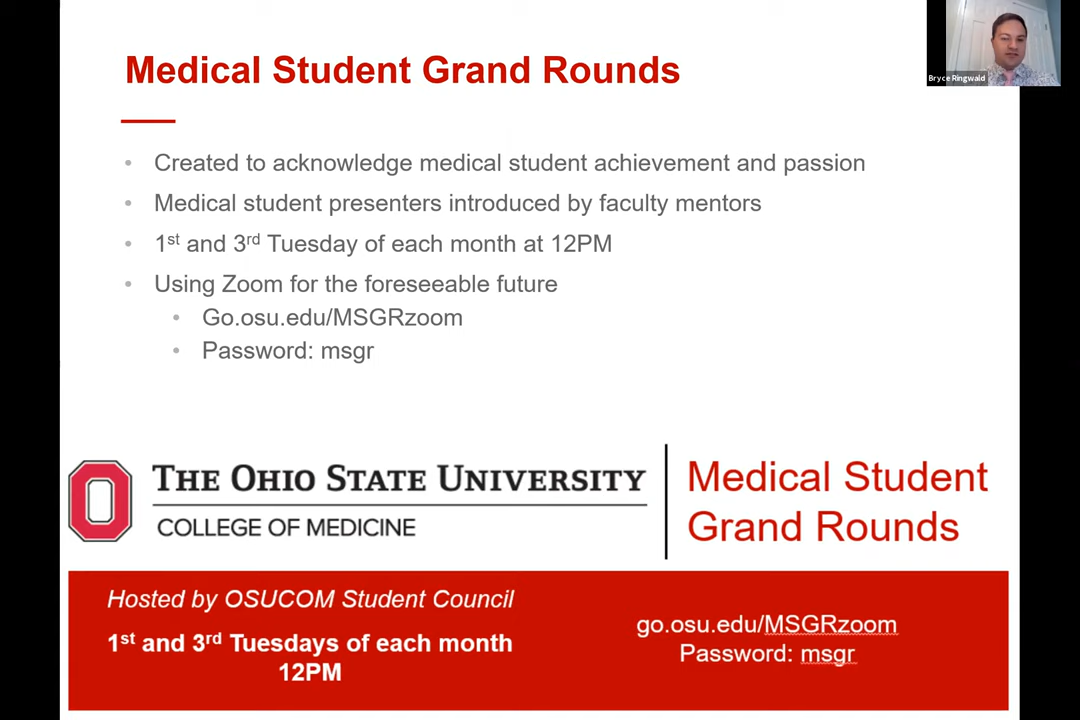 Medical Student Grand Rounds
Bryce Ringwald
• Created to acknowledge medical student achievement and passion
• Medical student presenters introduced by faculty mentors
• 1st and 3rd Tuesday of each month at 12PM
• Using Zoom for the foreseeable future
• Go.osu.edu/MSGRzoom
• Password: msgr
THE OHIO STATE UNIVERSITY
COLLEGE OF MEDICINE
Medical Student
Grand Rounds
Hosted by OSUCOM Student Council
1st and 3rd Tuesdays of each month
12PM
go.osu.edu/MSGRzoom
Password: msgr